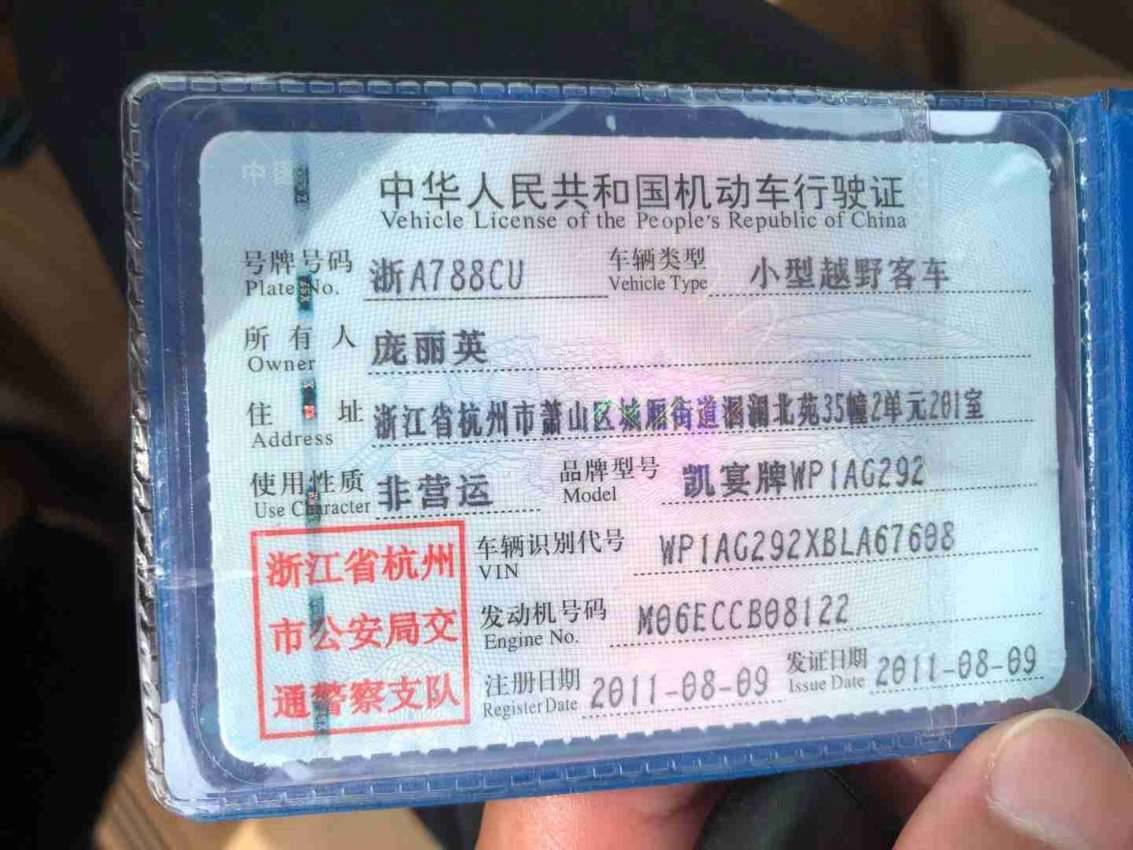 中华人民共和国机动车行驶证
Vehicle License of the People's Republic of China
号牌号码 浙A788CU 车辆类型 小型越野客车
Plate No. Vehicle Type
所有人 庞丽英
Owner
住址 浙江省杭州市萧山区城厢街道湘澜北苑35幢2单元201室
Address
使用性质 非营运 品牌型号 凯宴牌WP1AG292
Use Character Model
浙江省杭州
市公安局交
通警察支队
车辆识别代号 WP1AG292XBLA67608
VIN
发动机号码 M06ECCB08122
Engine No.
注册日期 2011-08-09 发证日期 2011-08-09
Register Date Issue Date